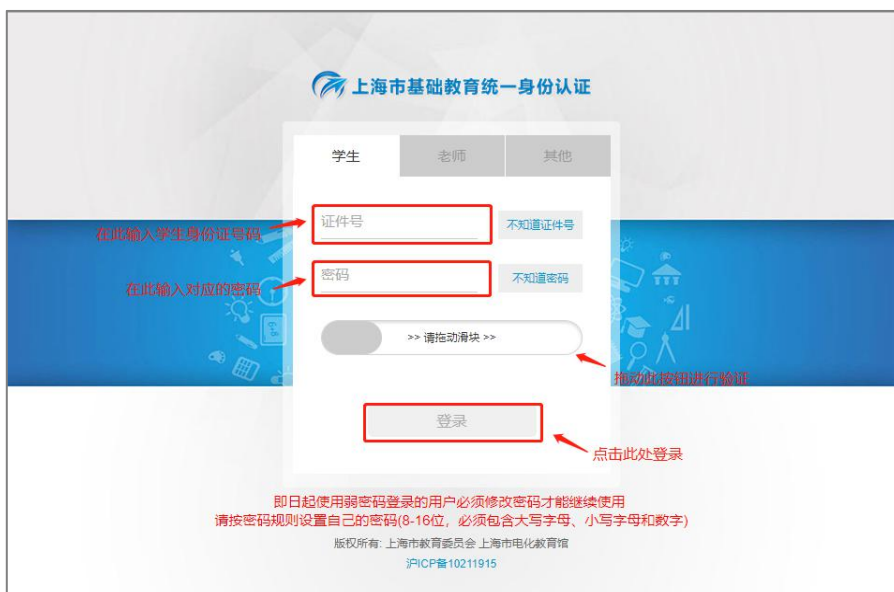 上海市基础教育统一身份认证
学生 老师 其他
在此输入学生身份证号码 证件号 不知道证件号
在此输入对应的密码 密码 不知道密码
>> 请拖动滑块 >>
拖动此按钮进行验证
登录
点击此处登录
即日起使用弱密码登录的用户必须修改密码才能继续使用
请按密码规则设置自己的密码(8-16位，必须包含大写字母、小写字母和数字)
版权所有: 上海市教育委员会 上海市电化教育馆
沪ICP备10211915